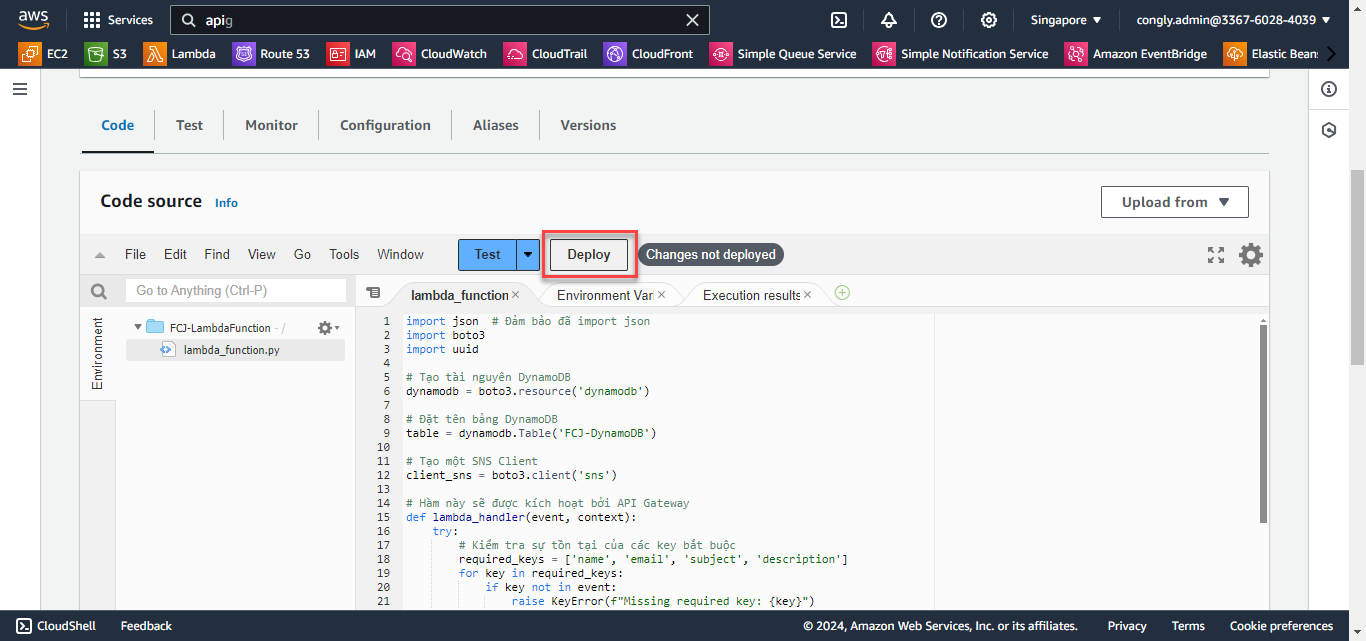 aws Services apig Singapore ▼ congly.admin@3367-6028-4039 ▼
EC2 S3 Lambda Route 53 IAM CloudWatch CloudTrail CloudFront Simple Queue Service Simple Notification Service Amazon EventBridge Elastic Bean
Code Test Monitor Configuration Aliases Versions
Code source Info Upload from ▼
File Edit Find View Go Tools Window Test Deploy Changes not deployed
Go to Anything (Ctrl-P) lambda_function × Environment Vari × Execution results ×
Environment
FCJ-LambdaFunction - /
lambda_function.py
1 import json # Đảm bảo đã import json
2 import boto3
3 import uuid
4
5 # Tạo tài nguyên DynamoDB
6 dynamodb = boto3.resource('dynamodb')
7
8 # Đặt tên bảng DynamoDB
9 table = dynamodb.Table('FCJ-DynamoDB')
10
11 # Tạo một SNS Client
12 client_sns = boto3.client('sns')
13
14 # Hàm này sẽ được kích hoạt bởi API Gateway
15 def lambda_handler(event, context):
16 try:
17 # Kiểm tra sự tồn tại của các key bắt buộc
18 required_keys = ['name', 'email', 'subject', 'description']
19 for key in required_keys:
20 if key not in event:
21 raise KeyError(f"Missing required key: {key}")
CloudShell Feedback © 2024, Amazon Web Services, Inc. or its affiliates. Privacy Terms Cookie preferences